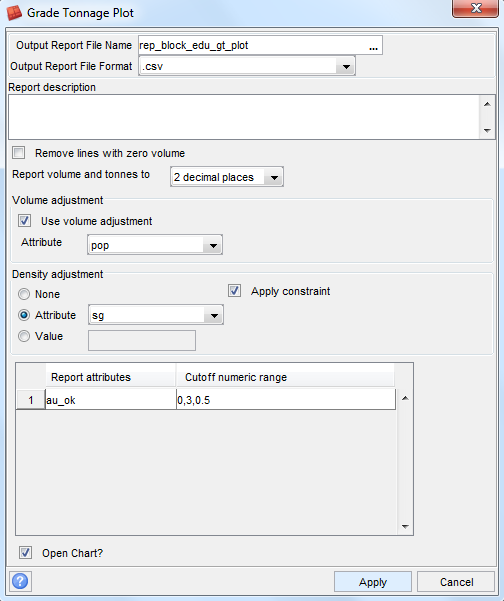 Grade Tonnage Plot
Output Report File Name rep_block_edu_gt_plot ...
Output Report File Format .csv
Report description
Remove lines with zero volume
Report volume and tonnes to 2 decimal places
Volume adjustment
Use volume adjustment
Attribute pop
Density adjustment
None Apply constraint
Attribute sg
Value
Report attributes Cutoff numeric range
1 au_ok 0,3,0.5
Open Chart?
? Apply Cancel